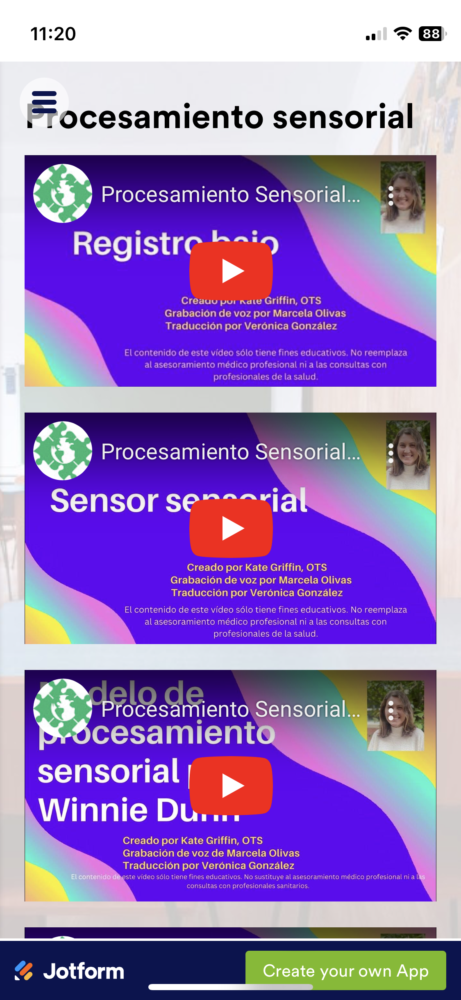 11:20
88
Procesamiento sensorial
Procesamiento Sensorial...
Registro bajo
Creado por Kate Griffin, OTS
Grabación de voz por Marcela Olivas
Traducción por Verónica González
El contenido de este vídeo sólo tiene fines educativos. No reemplaza
al asesoramiento médico profesional ni a las consultas con
profesionales de la salud.
Procesamiento Sensorial...
Sensor sensorial
Creado por Kate Griffin, OTS
Grabación de voz por Marcela Olivas
Traducción por Verónica González
El contenido de este vídeo sólo tiene fines educativos. No reemplaza
al asesoramiento médico profesional ni a las consultas con
profesionales de la salud.
Modelo de
Procesamiento Sensorial...
procesamiento
sensorial
Winnie Dunn
Creado por Kate Griffin, OTS
Grabación de voz de Marcela Olivas
Traducción por Verónica González
El contenido de este vídeo sólo tiene fines educativos. No sustituye al asesoramiento médico profesional ni a las
consultas con profesionales sanitarios.
Jotform
Create your own App